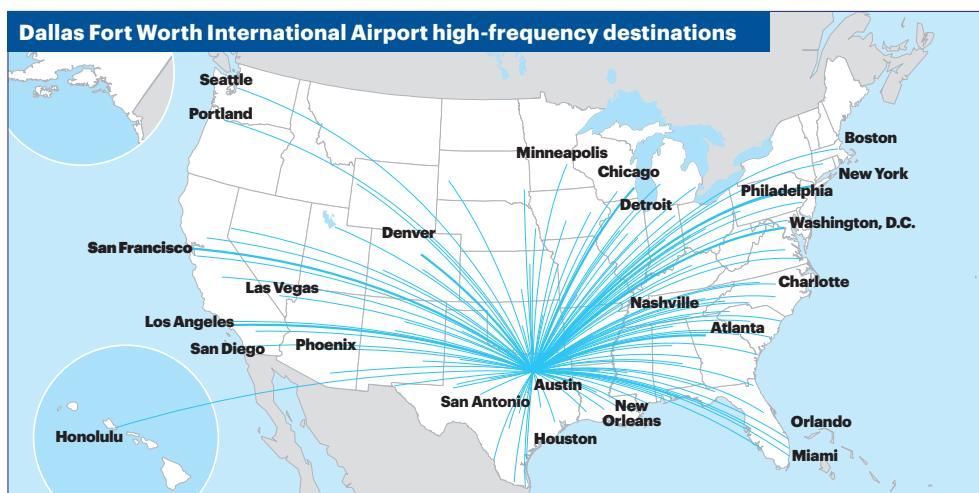 Dallas Fort Worth International Airport high-frequency destinations
Seattle
Portland
Minneapolis
Chicago
Boston
New York
Philadelphia
Detroit
Washington, D.C.
Denver
San Francisco
Las Vegas
Charlotte
Nashville
Los Angeles
Atlanta
San Diego
Phoenix
Austin
San Antonio
New
Orleans
Orlando
Honolulu
Houston
Miami